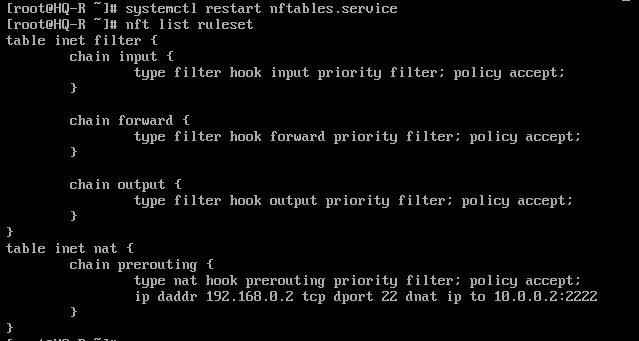 [root@HQ-R ~]# systemctl restart nftables.service
[root@HQ-R ~]# nft list ruleset
table inet filter {
        chain input {
                type filter hook input priority filter; policy accept;
        }

        chain forward {
                type filter hook forward priority filter; policy accept;
        }

        chain output {
                type filter hook output priority filter; policy accept;
        }
}
table inet nat {
        chain prerouting {
                type nat hook prerouting priority filter; policy accept;
                ip daddr 192.168.0.2 tcp dport 22 dnat ip to 10.0.0.2:2222
        }
}
[root@HQ-R ~]#